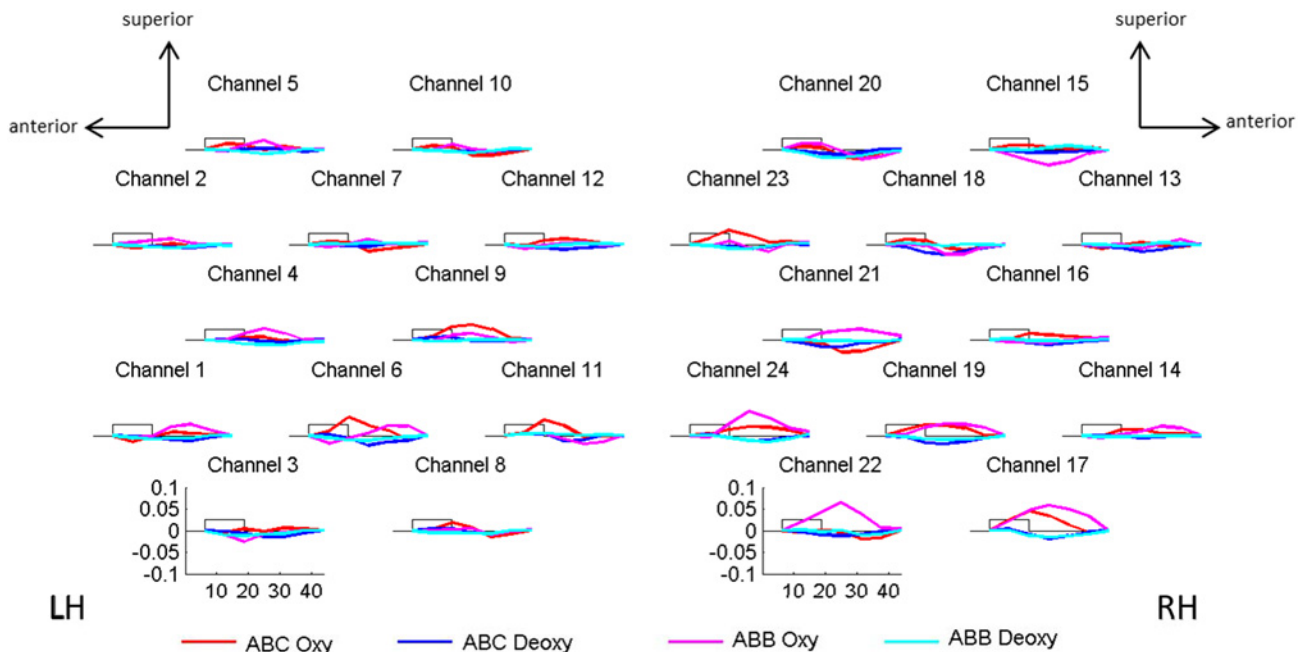 superior superior
Channel 5 Channel 10 Channel 20 Channel 15
anterior anterior
Channel 2 Channel 7 Channel 12 Channel 23 Channel 18 Channel 13
Channel 4 Channel 9 Channel 21 Channel 16
Channel 1 Channel 6 Channel 11 Channel 24 Channel 19 Channel 14
Channel 3 Channel 8 Channel 22 Channel 17
0.1 0.1
0.05 0.05
0 0
-0.05 -0.05
-0.1 -0.1
10 20 30 40 10 20 30 40
LH RH
ABC Oxy ABC Deoxy ABB Oxy ABB Deoxy